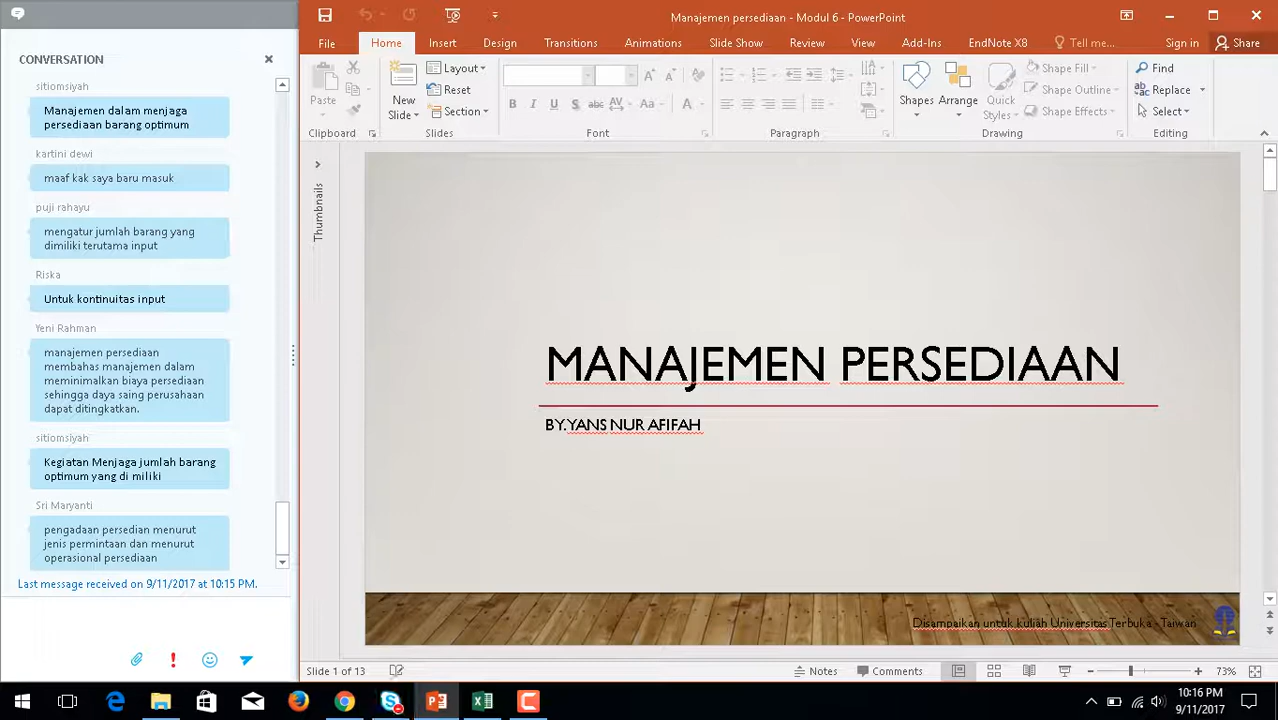 CONVERSATION
sitiomsiyah
Manajemen dalam menjaga
persediaan barang optimum
kartini dewi
maaf kak saya baru masuk
puji rahayu
mengatur jumlah barang yang
dimiliki terutama input
Riska
Untuk kontinuitas input
Yeni Rahman
manajemen persediaan
membahas manajemen dalam
meminimalkan biaya persediaan
sehingga daya saing perusahaan
dapat ditingkatkan.
sitiomsiyah
Kegiatan Menjaga jumlah barang
optimum yang di miliki
Sri Maryanti
pengadaan persedian menurut
jenis permintaan dan menurut
operasional persediaan
Last message received on 9/11/2017 at 10:15 PM.
Manajemen persediaan - Modul 6 - PowerPoint
File Home Insert Design Transitions Animations Slide Show Review View Add-Ins EndNote X8 Tell me... Sign in Share
Paste
Clipboard
New
Slide
Layout
Reset
Section
Slides
B I U S abc AV Aa A
Font
Paragraph
Shapes
Arrange
Quick
Styles
Shape Fill
Shape Outline
Shape Effects
Drawing
Find
Replace
Select
Editing
Thumbnails
MANAJEMEN PERSEDIAAN
BY.YANS NUR AFIFAH
Disampaikan untuk kuliah Universitas Terbuka - Taiwan
Slide 1 of 13 Notes Comments 73%
10:16 PM
9/11/2017